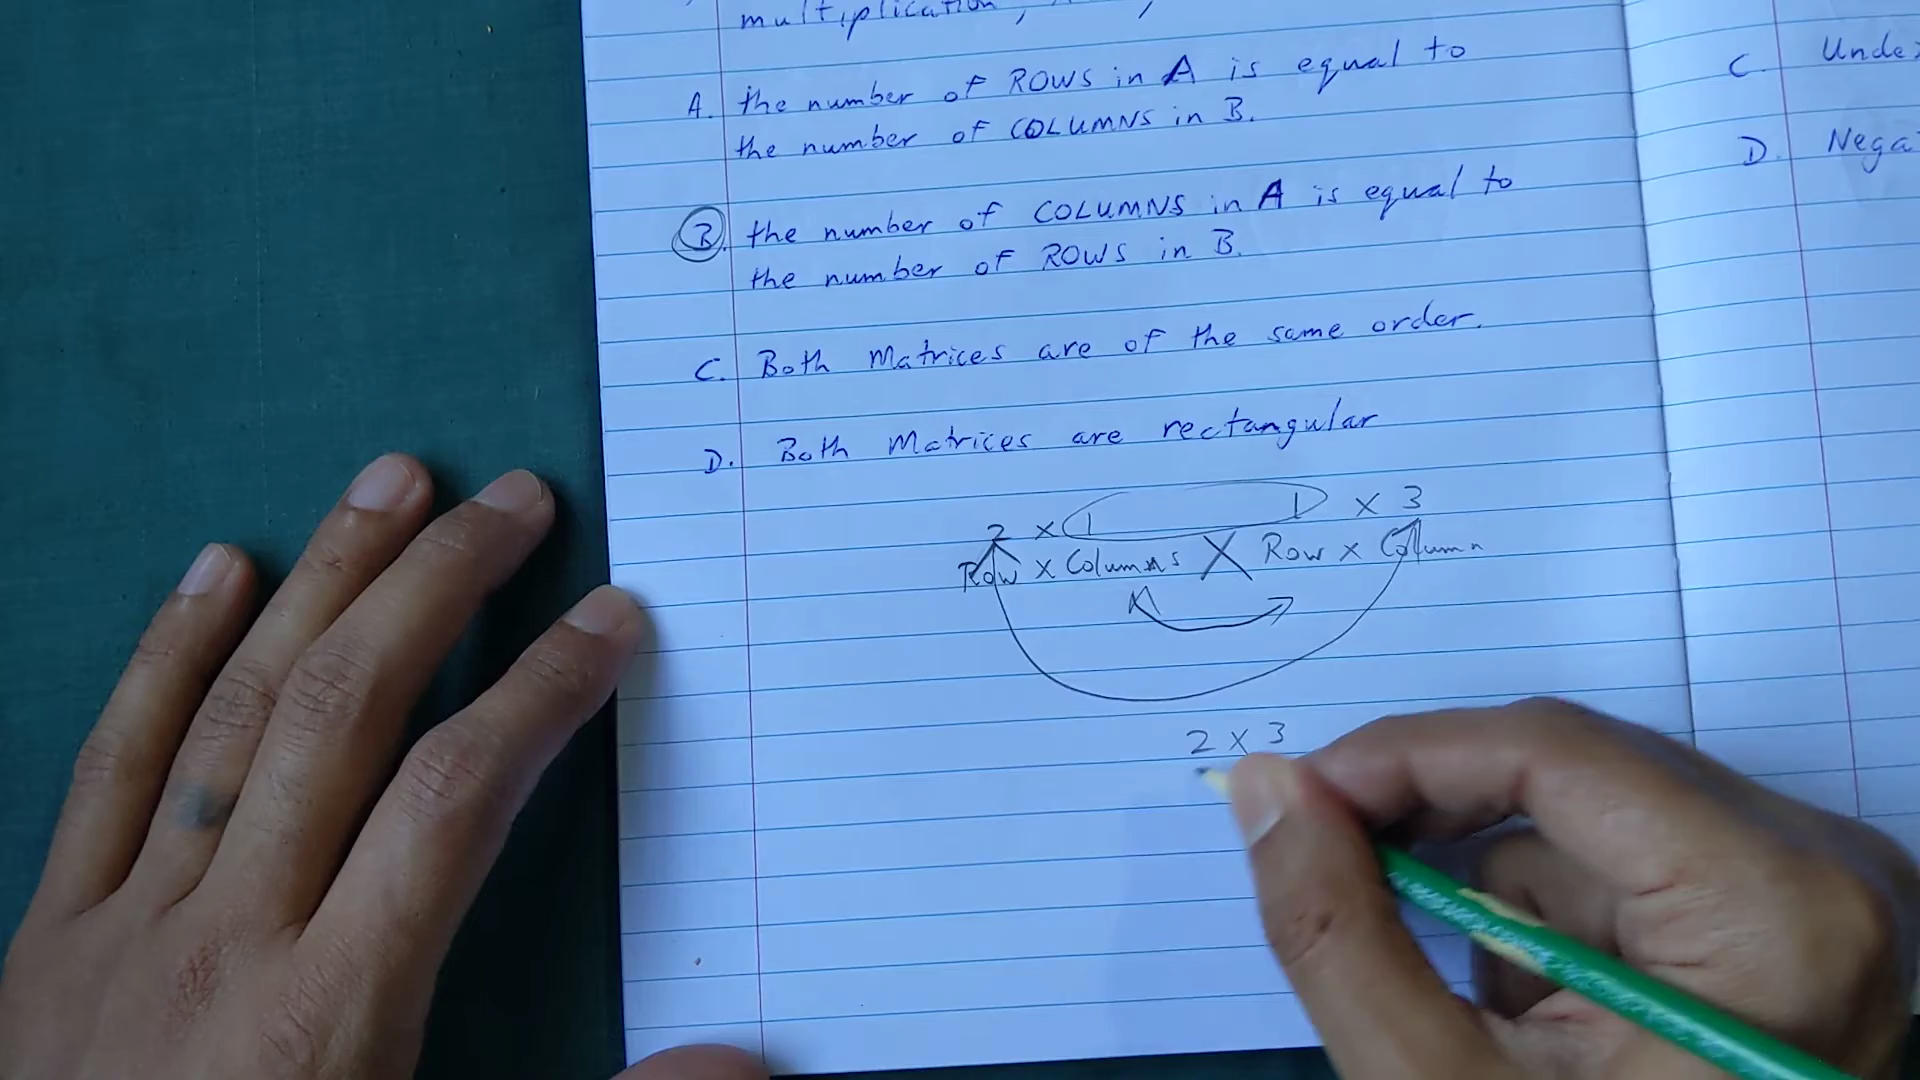 multiplication,
A. the number of ROWS in A is equal to
the number of COLUMNS in B.
B. the number of COLUMNS in A is equal to
the number of ROWS in B.
C. Both Matrices are of the same order.
D. Both Matrices are rectangular
2 x 1 1 x 3
Row x Columns X Row x Column
2 x 3
C.
D.